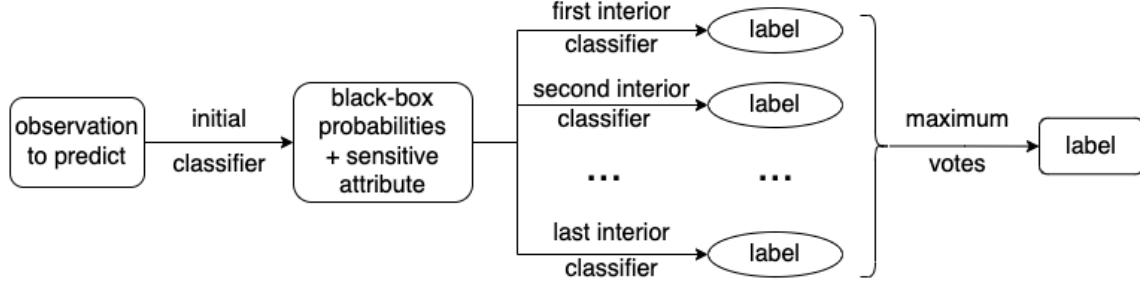 observation
to predict
initial
classifier
black-box
probabilities
+ sensitive
attribute
first interior
classifier
label
second interior
classifier
label
...
...
last interior
classifier
label
maximum
votes
label